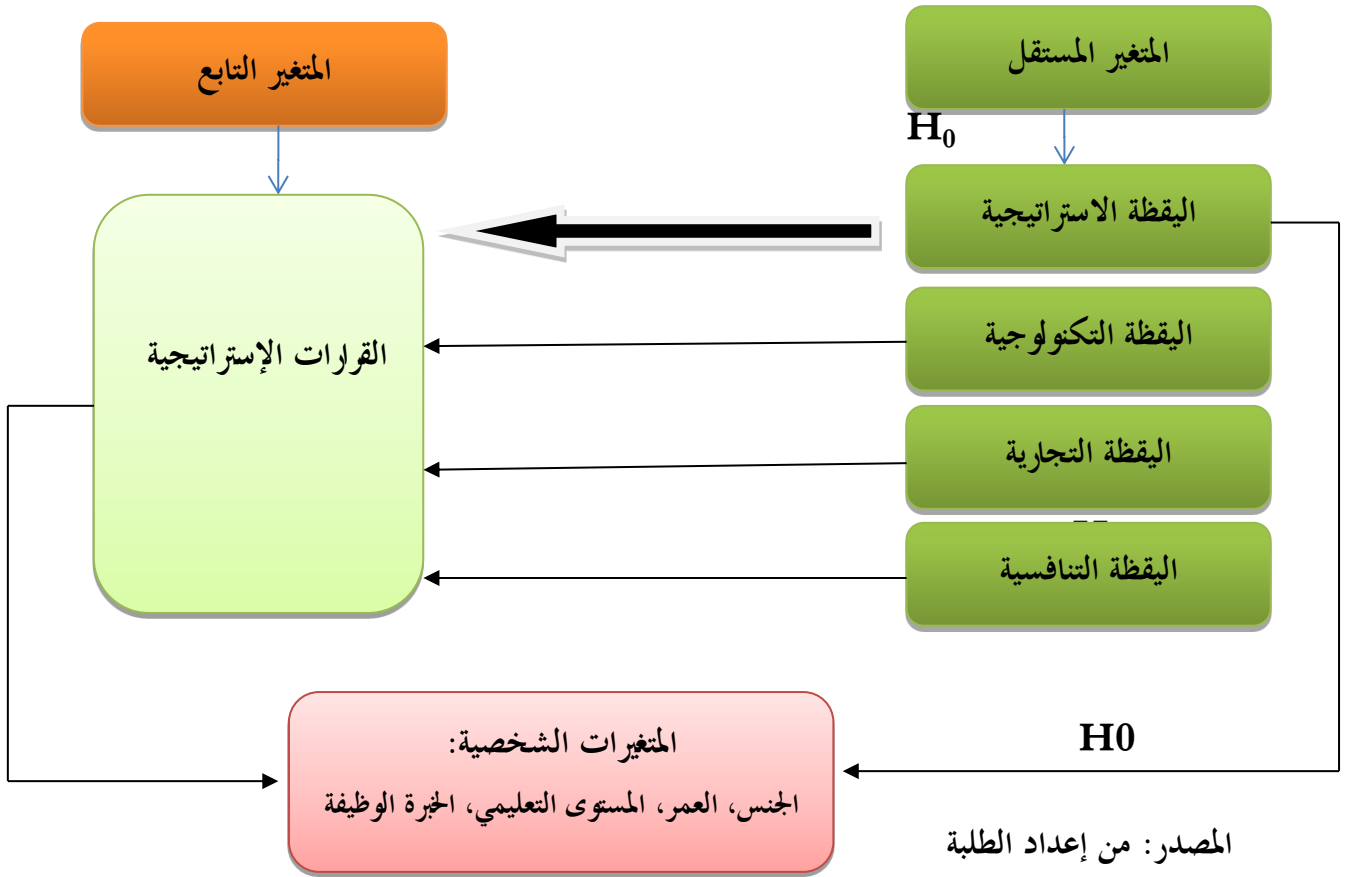 المتغير المستقل
المتغير التابع
H₀
اليقظة الاستراتيجية
اليقظة التكنولوجية
القرارات الإستراتيجية
اليقظة التجارية
اليقظة التنافسية
المتغيرات الشخصية:
الجنس، العمر، المستوى التعليمي، الخبرة الوظيفة
H0
المصدر: من إعداد الطلبة